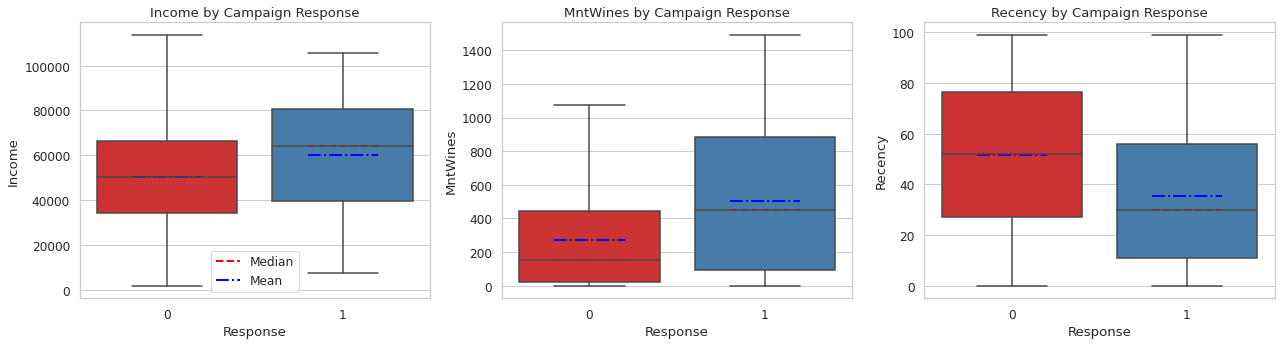 Income by Campaign Response
Income
100000
80000
60000
40000
20000
0
Median
Mean
0
1
Response
MntWines by Campaign Response
MntWines
1400
1200
1000
800
600
400
200
0
0
1
Response
Recency by Campaign Response
Recency
100
80
60
40
20
0
0
1
Response